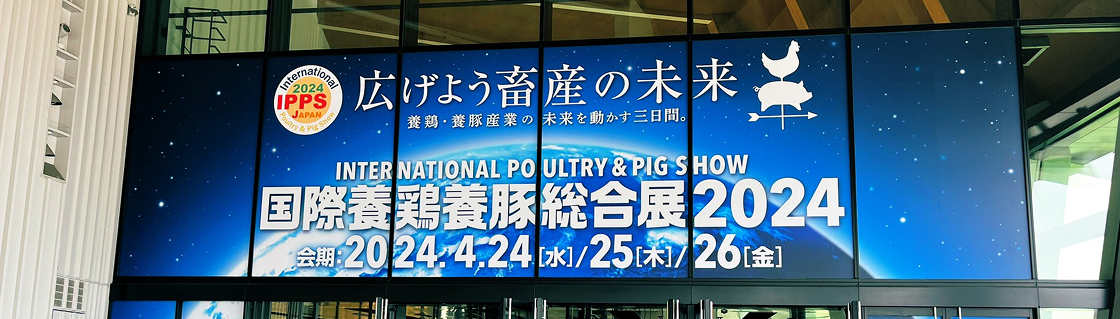 International
2024
IPPS
JAPAN
Poultry & Pig Show
広げよう畜産の未来
養鶏・養豚産業の未来を動かす三日間。
INTERNATIONAL POULTRY & PIG SHOW
国際養鶏養豚総合展2024
会期:2024.4.24[水]/25[木]/26[金]